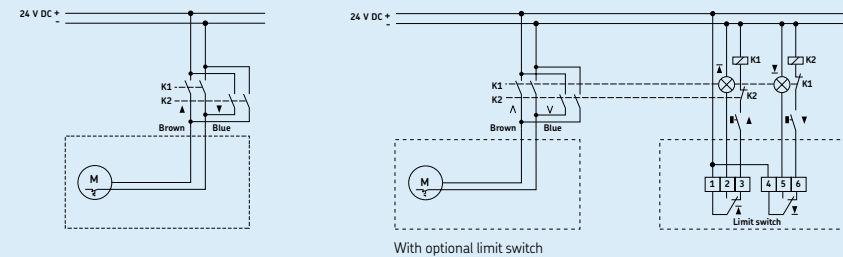 24 V DC +
-
K1
K2
Brown Blue
M
24 V DC +
-
K1
K2
Brown Blue
M
K1
K2
K2
K1
1 2 3 4 5 6
Limit switch
With optional limit switch